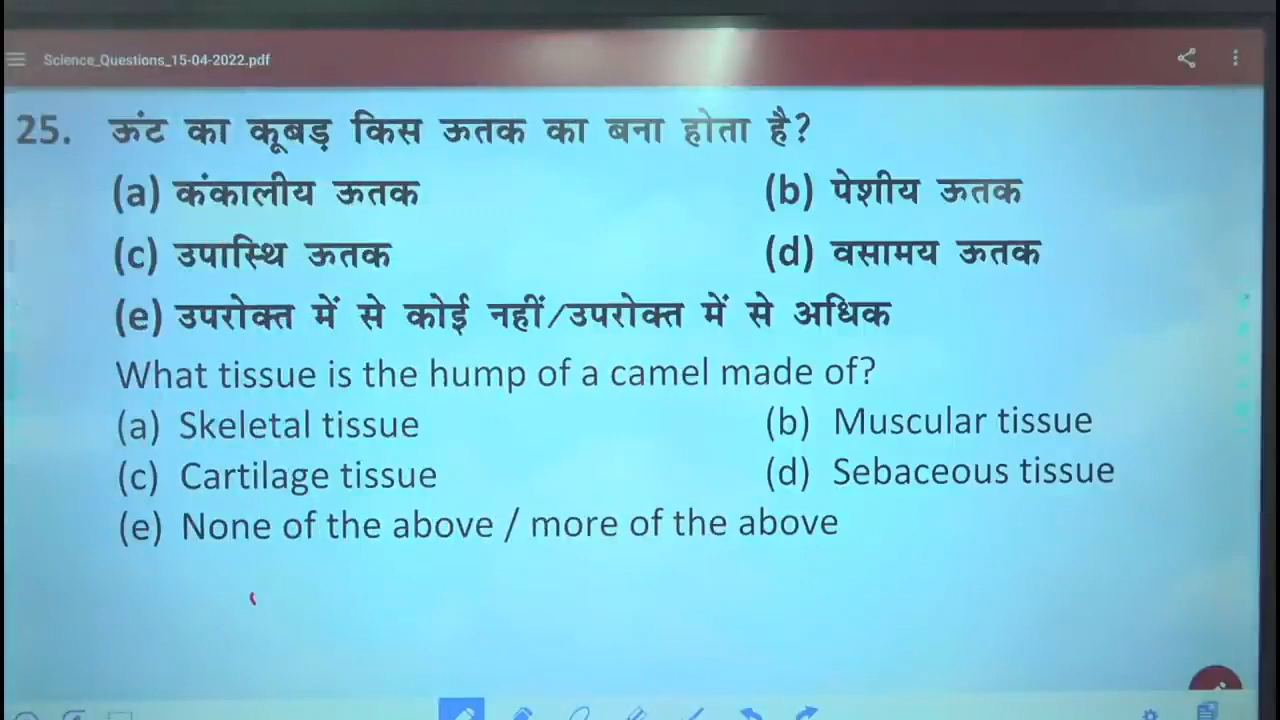 Science_Questions_15-04-2022.pdf
25. ऊंट का कूबड़ किस ऊतक का बना होता है?
(a) कंकालीय ऊतक (b) पेशीय ऊतक
(c) उपास्थि ऊतक (d) वसामय ऊतक
(e) उपरोक्त में से कोई नहीं/उपरोक्त में से अधिक
What tissue is the hump of a camel made of?
(a) Skeletal tissue (b) Muscular tissue
(c) Cartilage tissue (d) Sebaceous tissue
(e) None of the above / more of the above